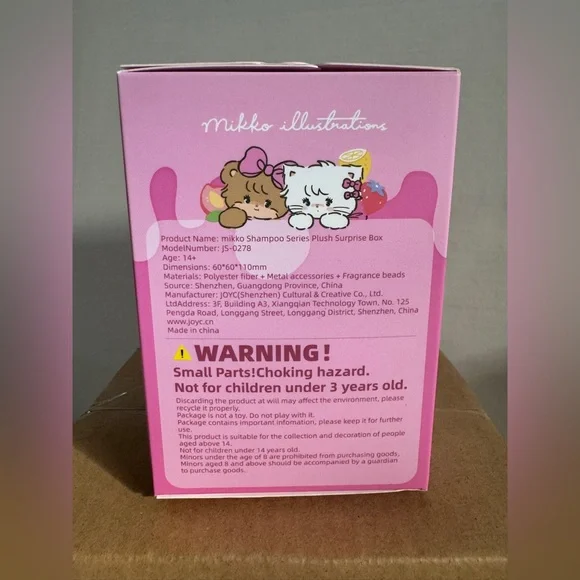 mikko illustrations
Product Name: mikko Shampoo Series Plush Surprise Box
ModelNumber: JS-0278
Age: 14+
Dimensions: 60*60*110mm
Materials: Polyester fiber + Metal accessories + Fragrance beads
Source: Shenzhen, Guangdong Province, China
Manufacturer: JOYC(Shenzhen) Cultural & Creative Co., Ltd.
LtdAddress: 3F, Building A3, Xiangqian Technology Town, No. 125
Pengda Road, Longgang Street, Longgang District, Shenzhen, China
www.joyc.cn
Made in china
WARNING!
Small Parts!Choking hazard.
Not for children under 3 years old.
Discarding the product at will may affect the environment, please
recycle it properly.
Package is not a toy. Do not play with it.
Package contains important infomation, please keep it for further
use.
This product is suitable for the collection and decoration of people
aged above 14.
Not for children under 14 years old.
Minors under the age of 8 are prohibited from purchasing goods,
Minors aged 8 and above should be accompanied by a guardian
to purchase goods.